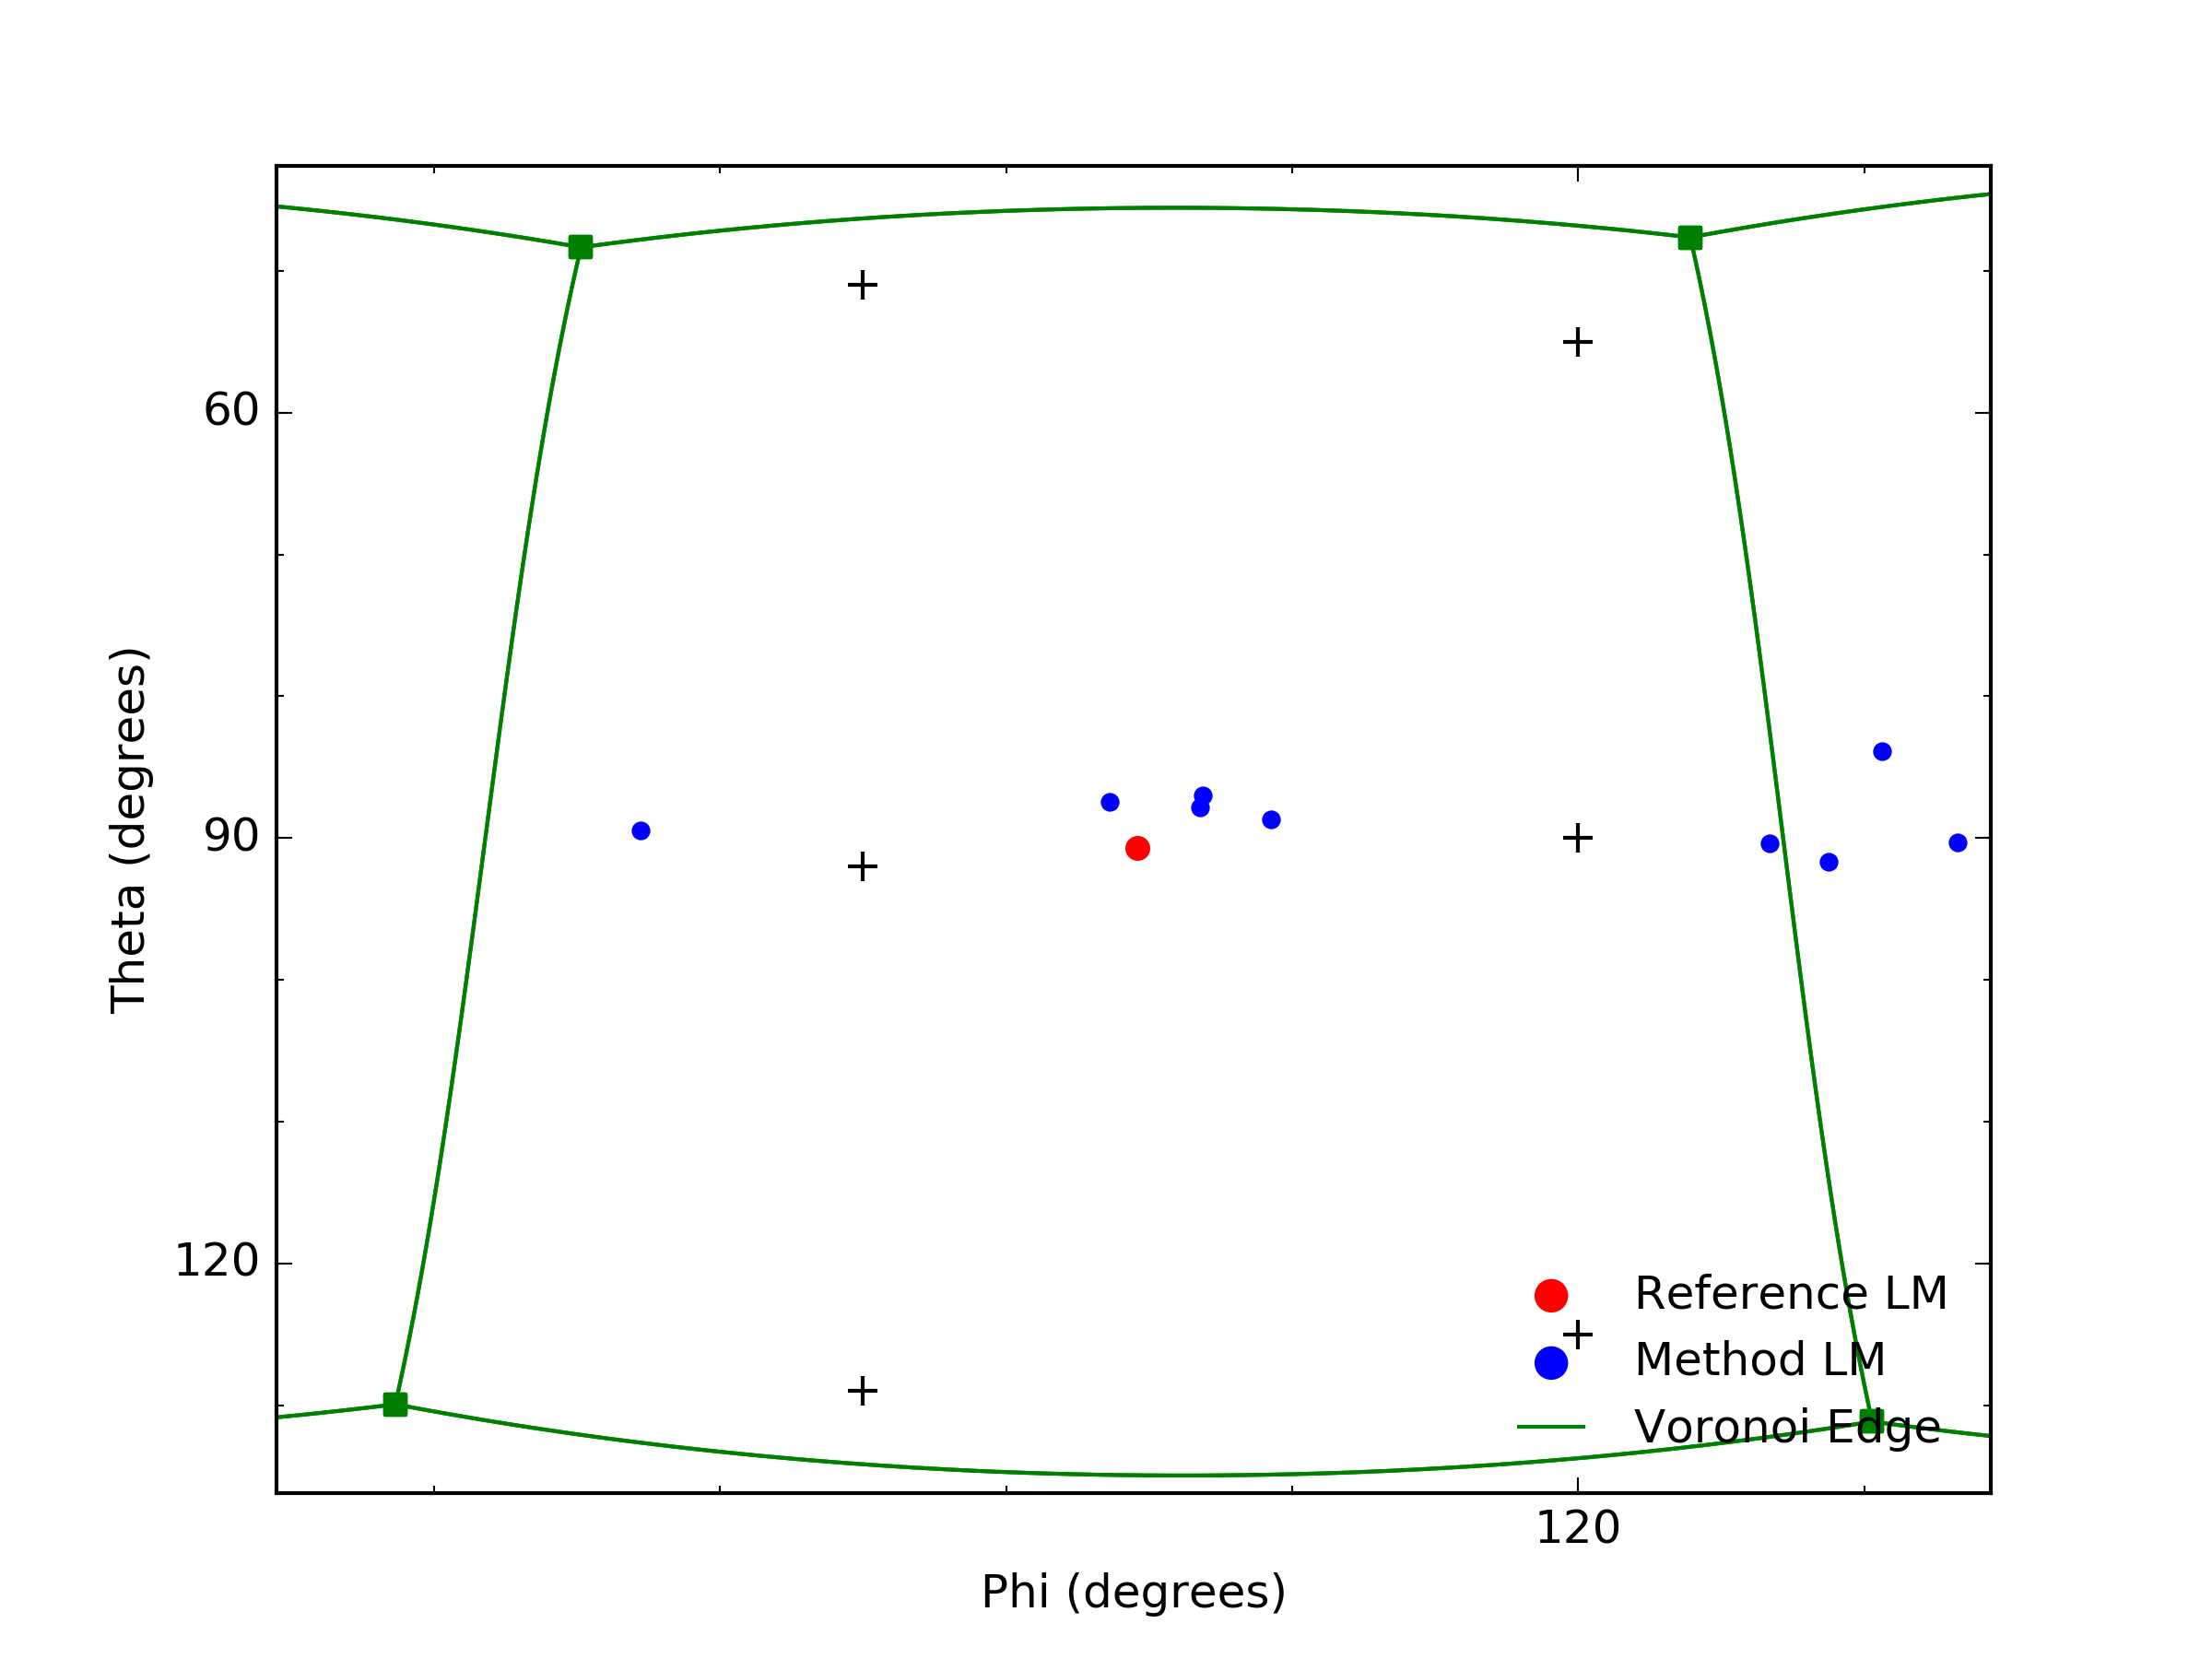 60
90
120
Theta (degrees)
Reference LM
Method LM
Voronoi Edge
120
Phi (degrees)